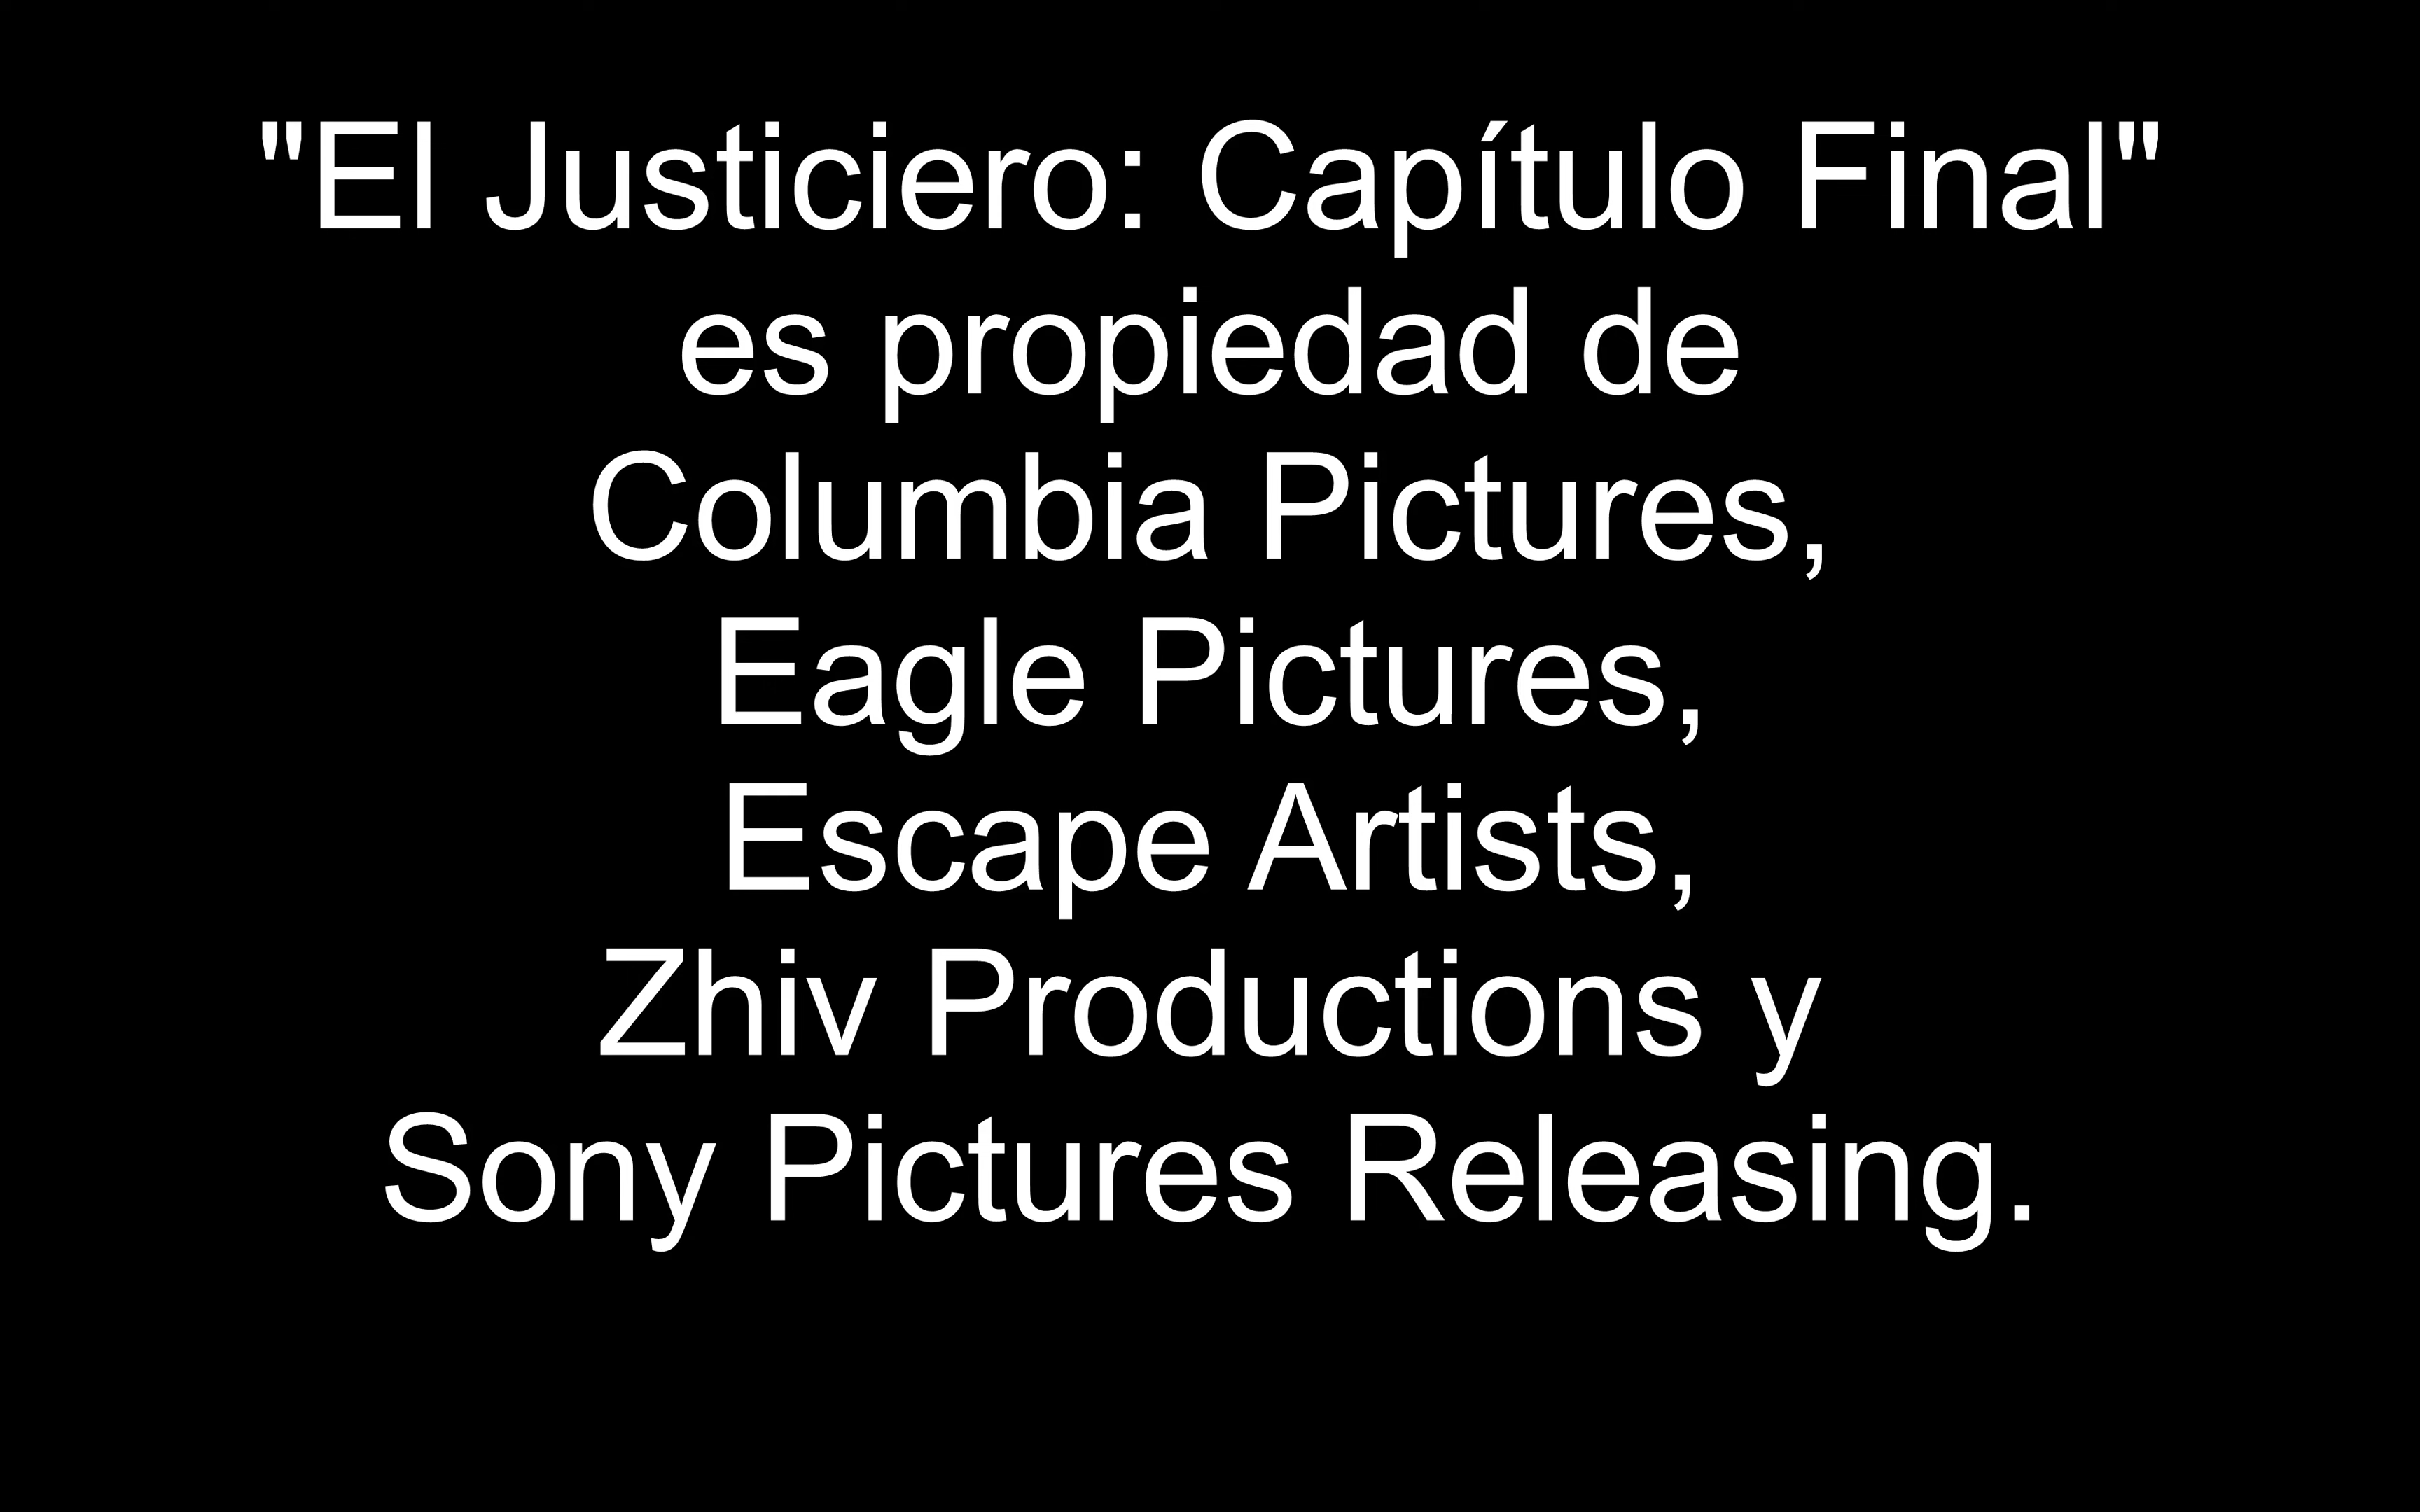 "El Justiciero: Capítulo Final"
es propiedad de
Columbia Pictures,
Eagle Pictures,
Escape Artists,
Zhiv Productions y
Sony Pictures Releasing.